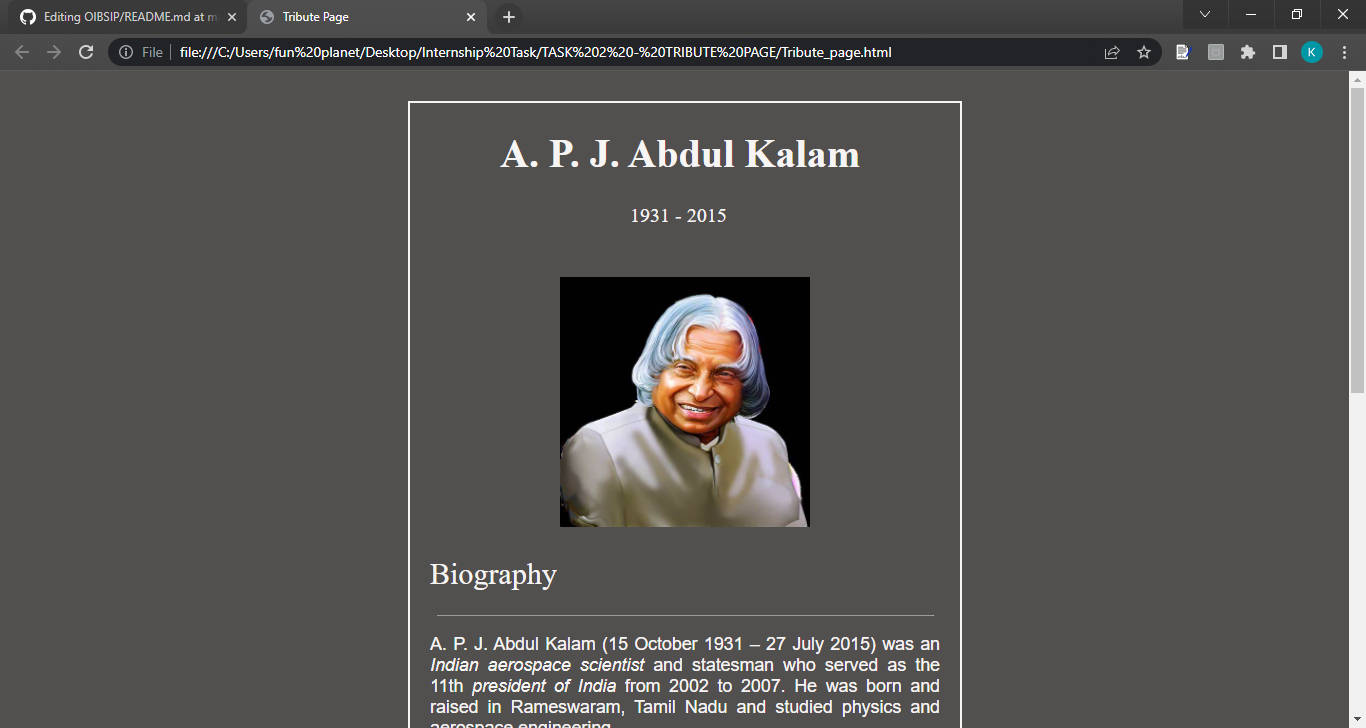 Editing OIBSIP/README.md at m
Tribute Page
File
file:///C:/Users/fun%20planet/Desktop/Internship%20Task/TASK%202%20-%20TRIBUTE%20PAGE/Tribute_page.html
K
A. P. J. Abdul Kalam
1931 - 2015
Biography
A. P. J. Abdul Kalam (15 October 1931 – 27 July 2015) was an
Indian aerospace scientist and statesman who served as the
11th president of India from 2002 to 2007. He was born and
raised in Rameswaram, Tamil Nadu and studied physics and
aerospace engineering.